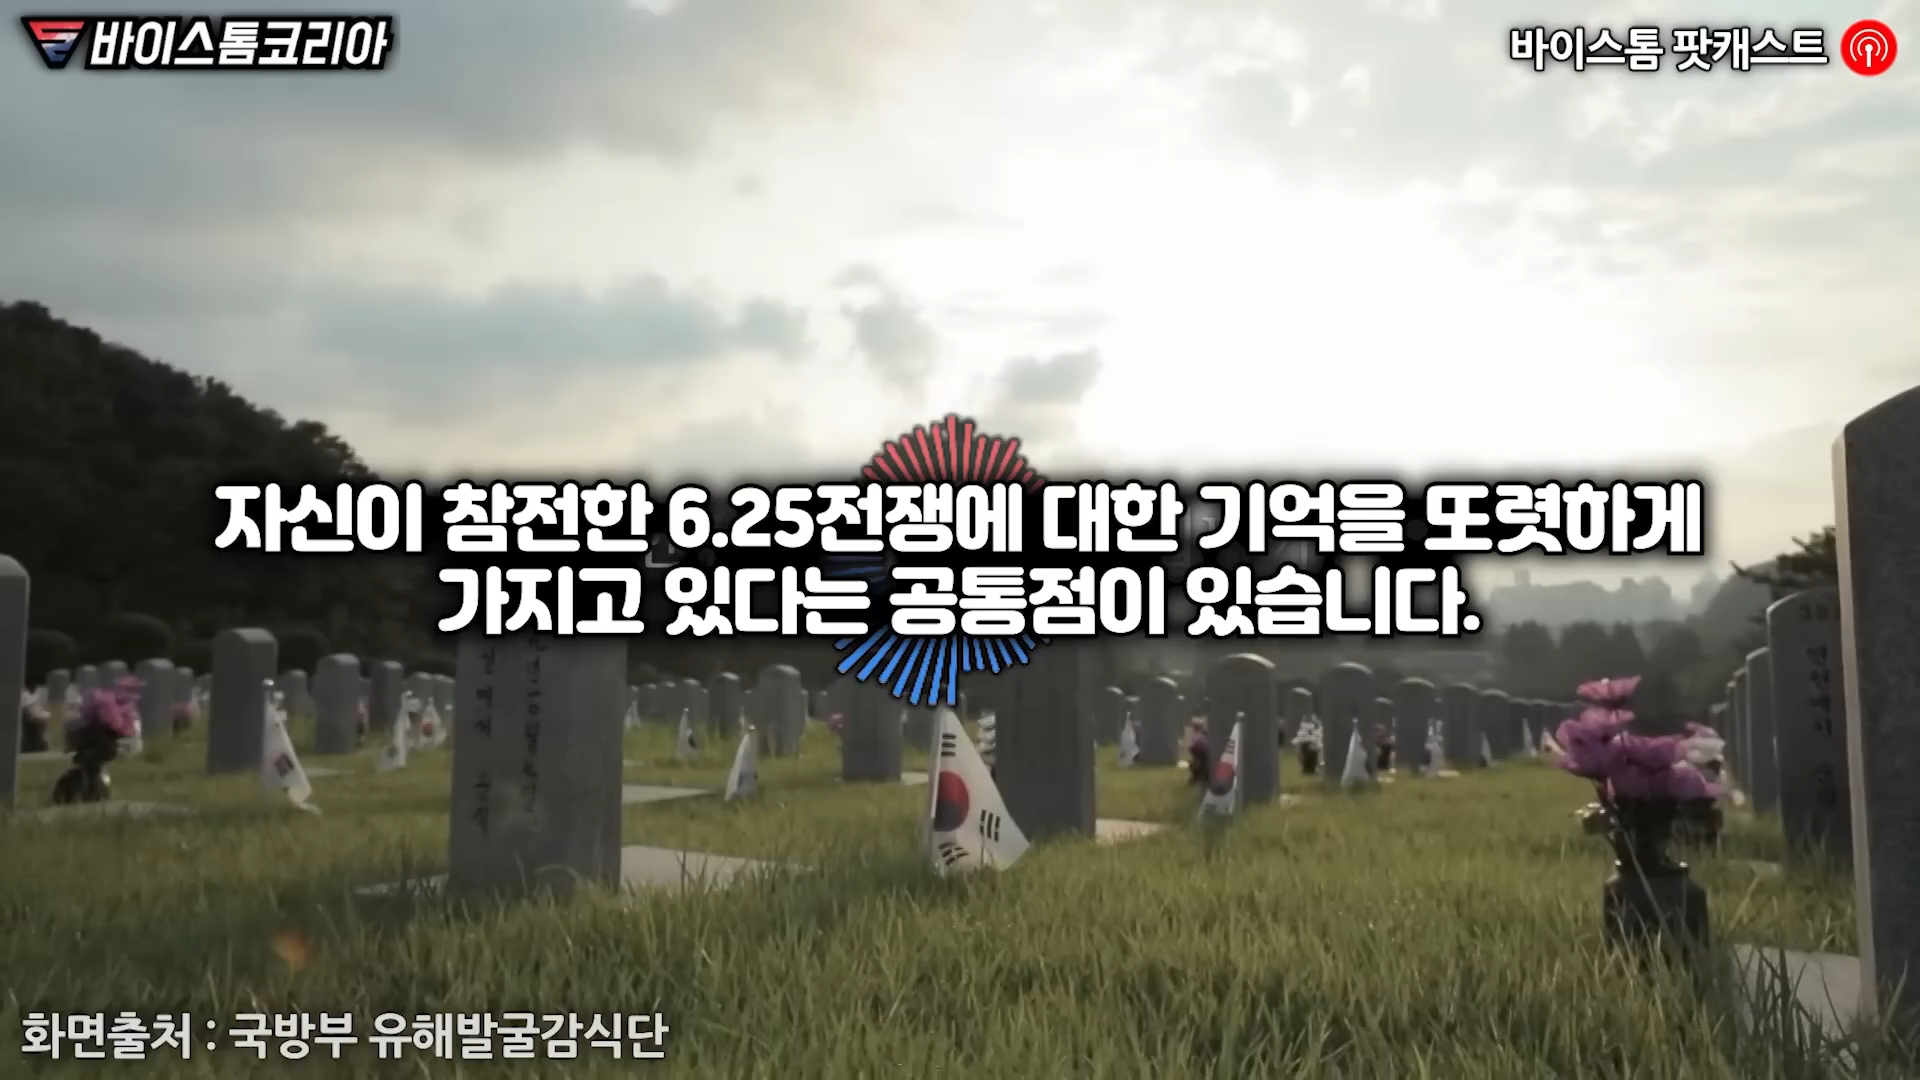 바이스톰코리아
바이스톰 팟캐스트
자신이 참전한 6.25전쟁에 대한 기억을 또렷하게
가지고 있다는 공통점이 있습니다.
화면출처 : 국방부 유해발굴감식단